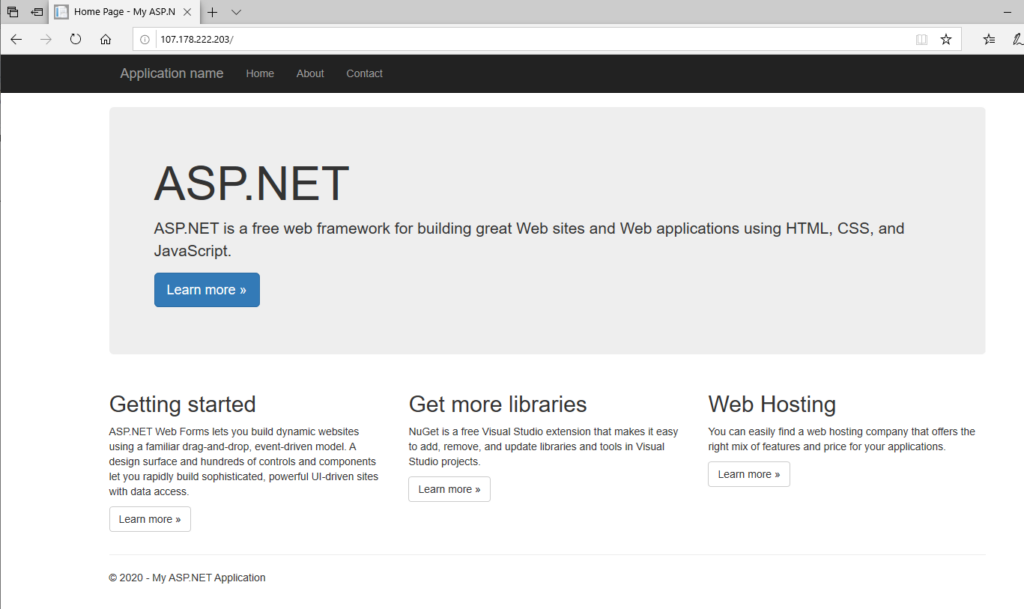 Home Page - My ASP.N
107.178.222.203/
Application name Home About Contact
ASP.NET
ASP.NET is a free web framework for building great Web sites and Web applications using HTML, CSS, and
JavaScript.
Learn more »
Getting started
ASP.NET Web Forms lets you build dynamic websites
using a familiar drag-and-drop, event-driven model. A
design surface and hundreds of controls and components
let you rapidly build sophisticated, powerful UI-driven sites
with data access.
Learn more »
Get more libraries
NuGet is a free Visual Studio extension that makes it easy
to add, remove, and update libraries and tools in Visual
Studio projects.
Learn more »
Web Hosting
You can easily find a web hosting company that offers the
right mix of features and price for your applications.
Learn more »
© 2020 - My ASP.NET Application